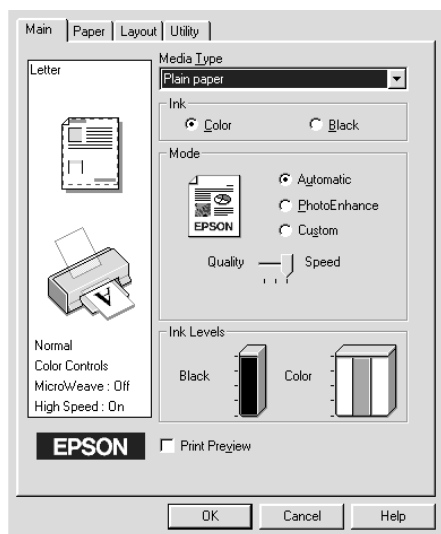 Main Paper Layout Utility
Letter
Media Type
Plain paper
Ink
Color Black
Mode
EPSON
Automatic
PhotoEnhance
Custom
Quality Speed
A
Normal
Color Controls
MicroWeave : Off
High Speed : On
Ink Levels
Black Color
EPSON
Print Preview
OK Cancel Help